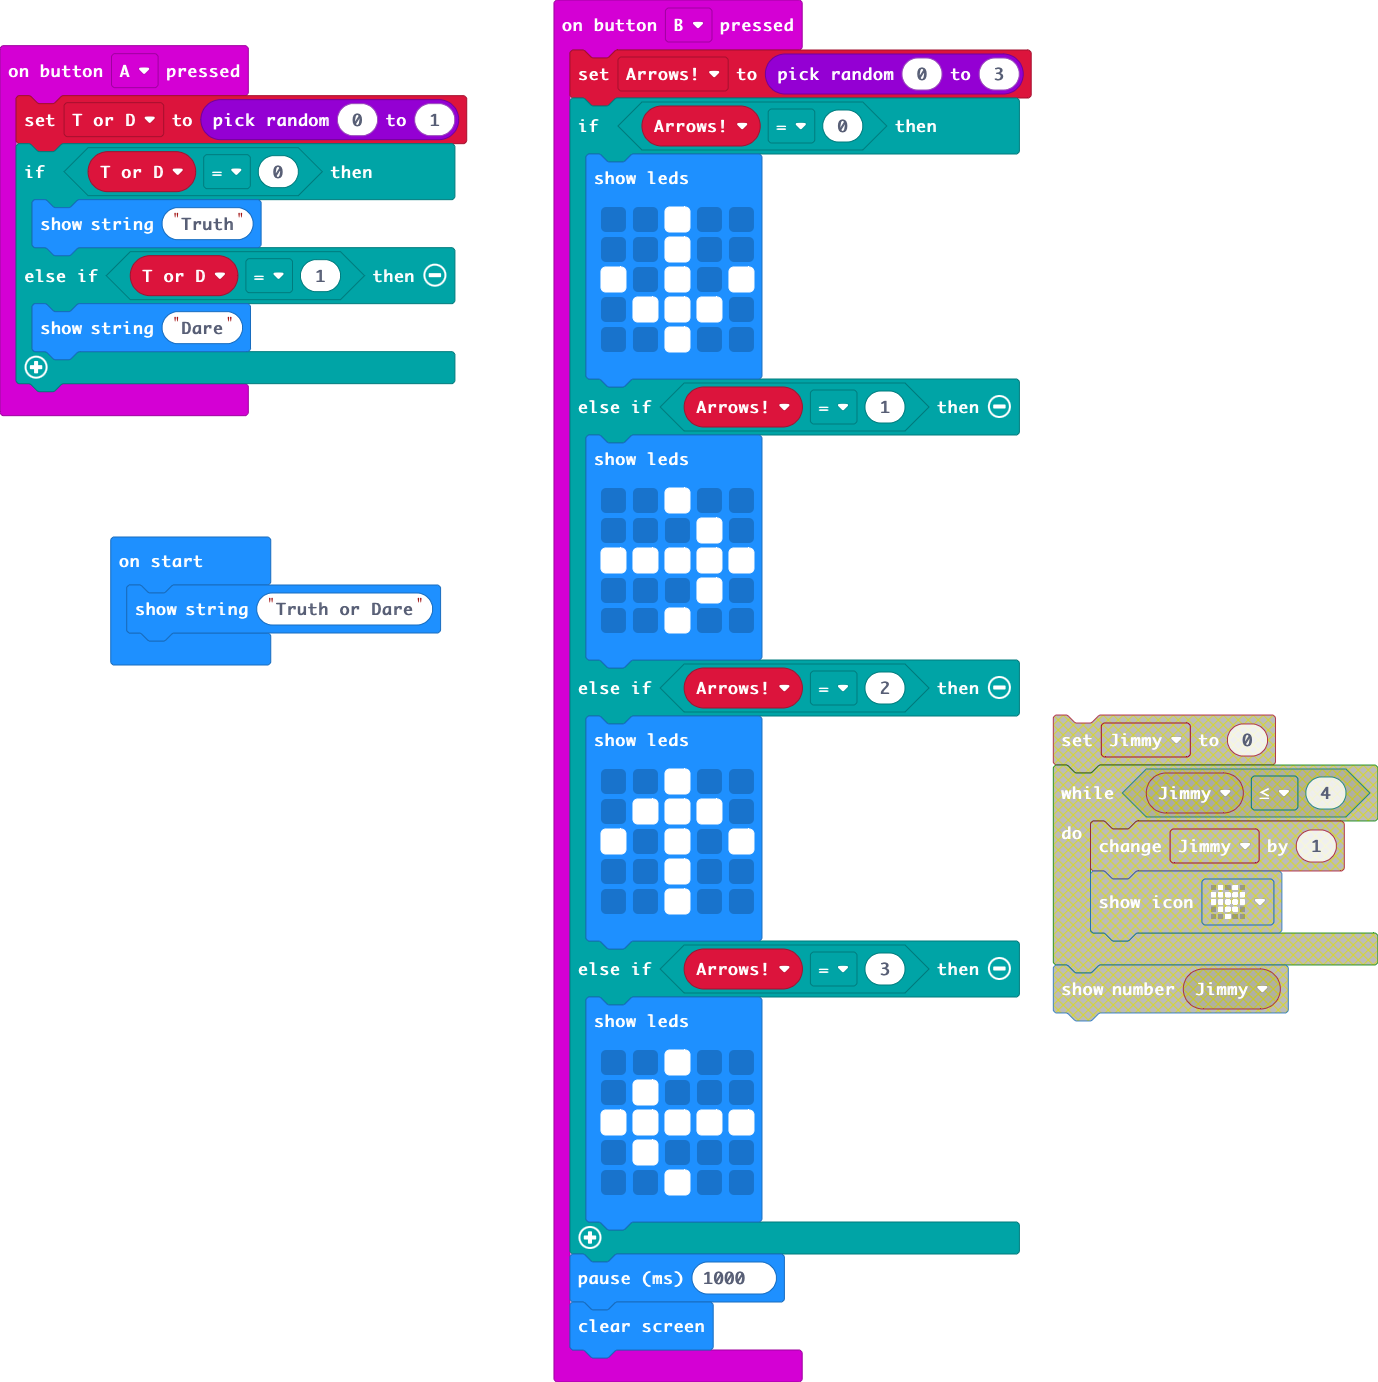 on button A pressed
set T or D to pick random 0 to 1
if T or D = 0 then
show string "Truth"
else if T or D = 1 then
show string "Dare"
on start
show string "Truth or Dare"
on button B pressed
set Arrows! to pick random 0 to 3
if Arrows! = 0 then
show leds
else if Arrows! = 1 then
show leds
else if Arrows! = 2 then
show leds
else if Arrows! = 3 then
show leds
pause (ms) 1000
clear screen
set Jimmy to 0
while Jimmy ≤ 4
do
change Jimmy by 1
show icon
show number Jimmy